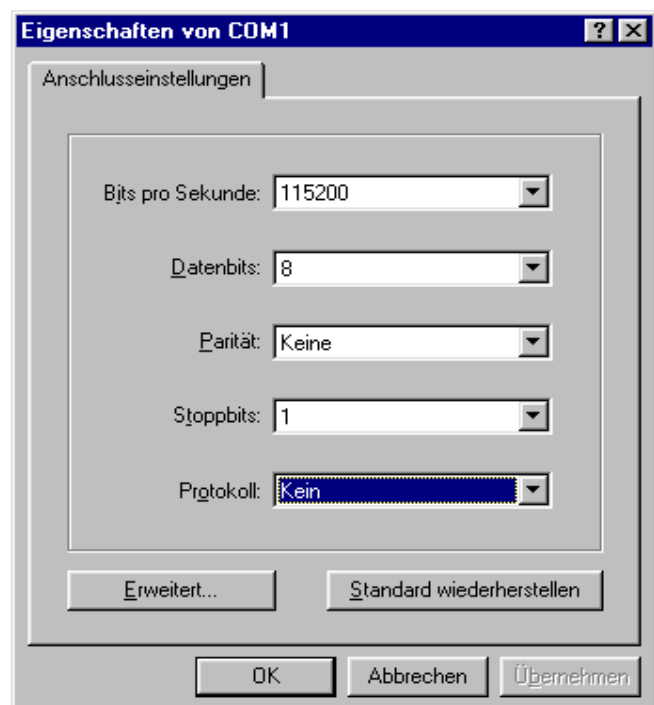 Eigenschaften von COM1
Anschlusseinstellungen
Bits pro Sekunde: 115200
Datenbits: 8
Parität: Keine
Stoppbits: 1
Protokoll: Kein
Erweitert... Standard wiederherstellen
OK Abbrechen Übernehmen